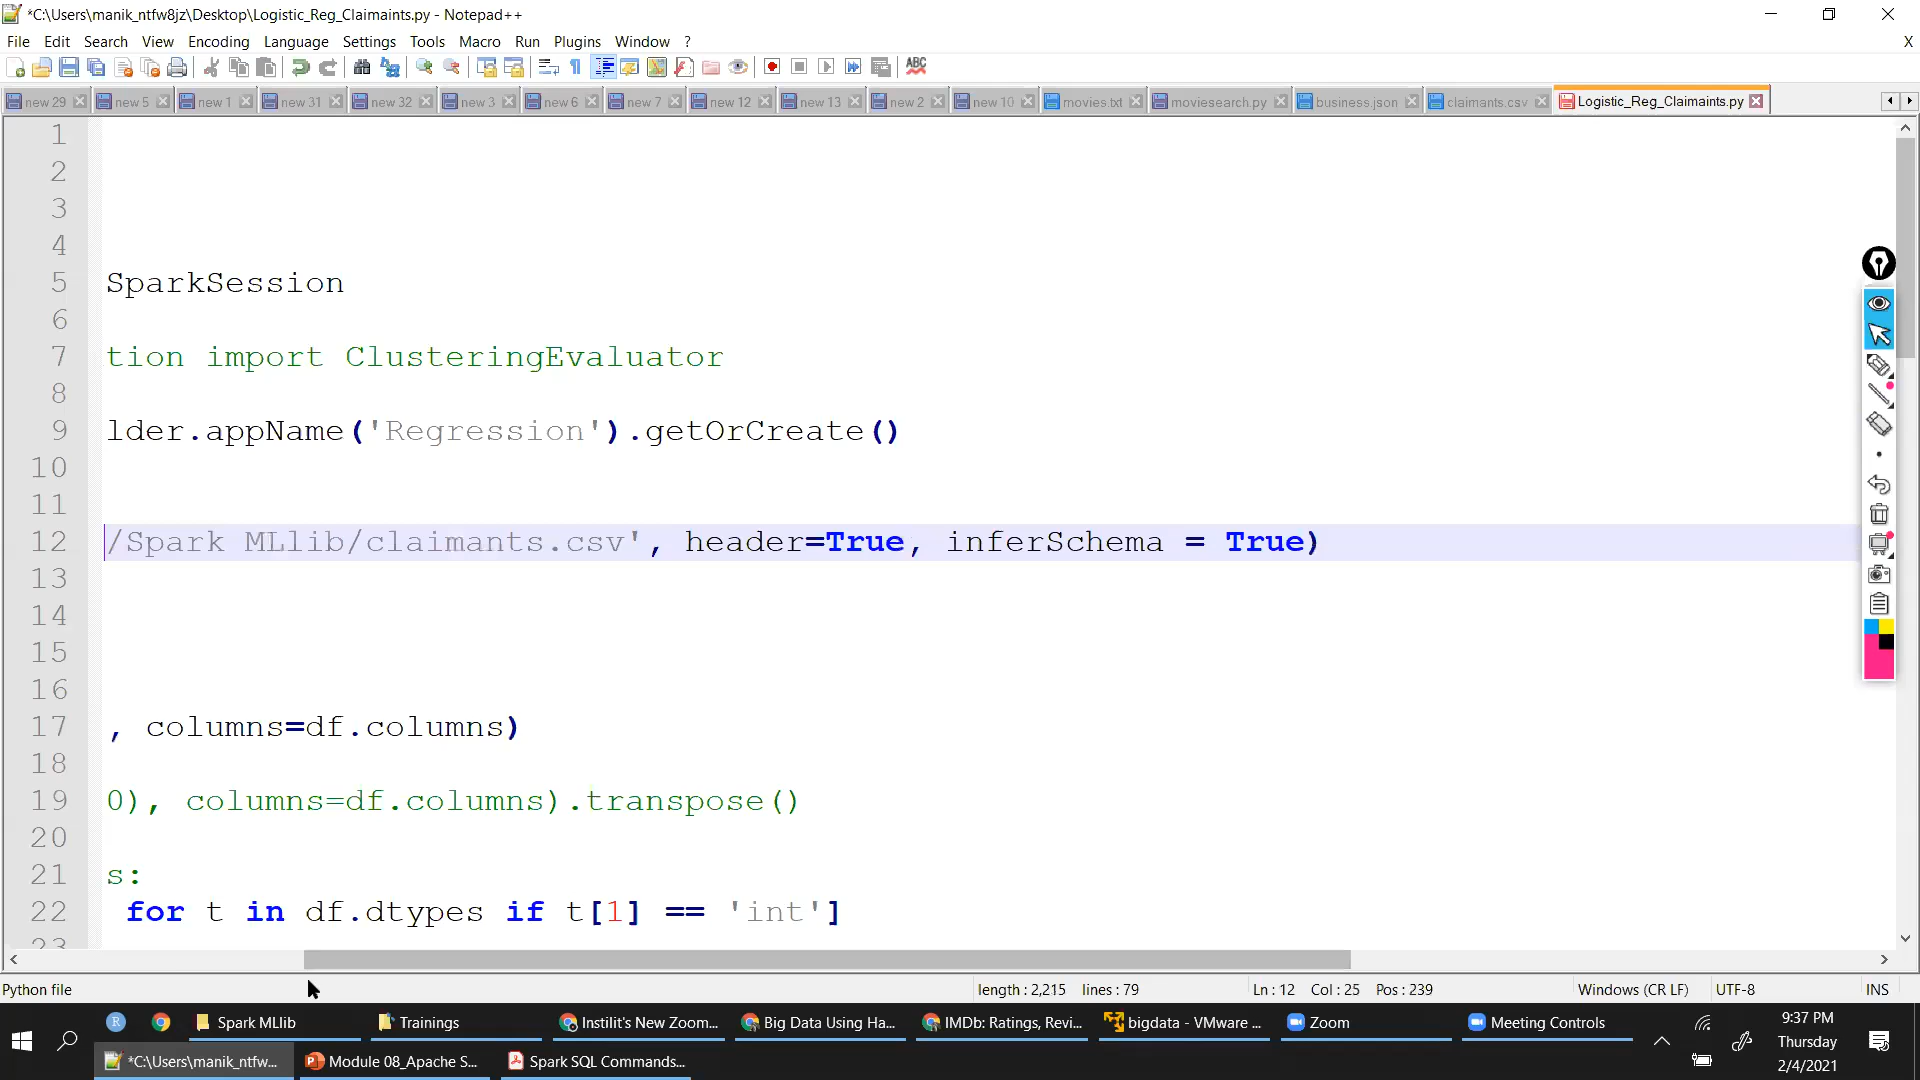 *C:\Users\manik_ntfw8jz\Desktop\Logistic_Reg_Claimaints.py - Notepad++
File Edit Search View Encoding Language Settings Tools Macro Run Plugins Window ? X
ABC
new 29 new 5 new 1 new 31 new 32 new 3 new 6 new 7 new 12 new 13 new 2 new 10 movies.txt moviesearch.py business.json claimants.csv Logistic_Reg_Claimaints.py
1
2
3
4
5 SparkSession
6
7 tion import ClusteringEvaluator
8
9 lder.appName('Regression').getOrCreate()
10
11
12 /Spark MLlib/claimants.csv', header=True, inferSchema = True)
13
14
15
16
17 , columns=df.columns)
18
19 0), columns=df.columns).transpose()
20
21 s:
22 for t in df.dtypes if t[1] == 'int']
23
Python file length : 2,215 lines : 79 Ln : 12 Col : 25 Pos : 239 Windows (CR LF) UTF-8 INS
R Spark MLlib Trainings Instilit's New Zoom... Big Data Using Ha... IMDb: Ratings, Revi... bigdata - VMware ... Zoom Meeting Controls
*C:\Users\manik_ntfw... Module 08_Apache S... Spark SQL Commands...
9:37 PM
Thursday
2/4/2021